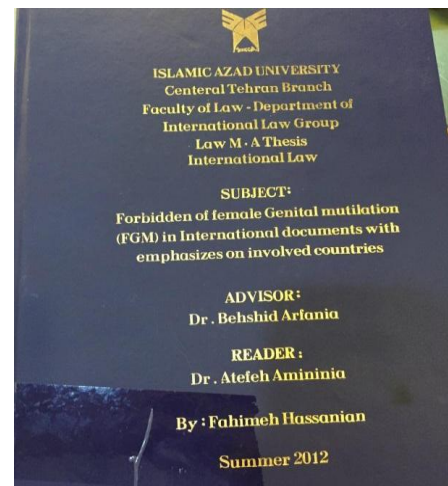 ISLAMIC AZAD UNIVERSITY
Centeral Tehran Branch
Faculty of Law - Department of
International Law Group
Law M . A Thesis
International Law
SUBJECT:
Forbidden of female Genital mutilation
(FGM) in International documents with
emphasizes on involved countries
ADVISOR:
Dr . Behshid Arfania
READER :
Dr . Atefeh Amininia
By : Fahimeh Hassanian
Summer 2012